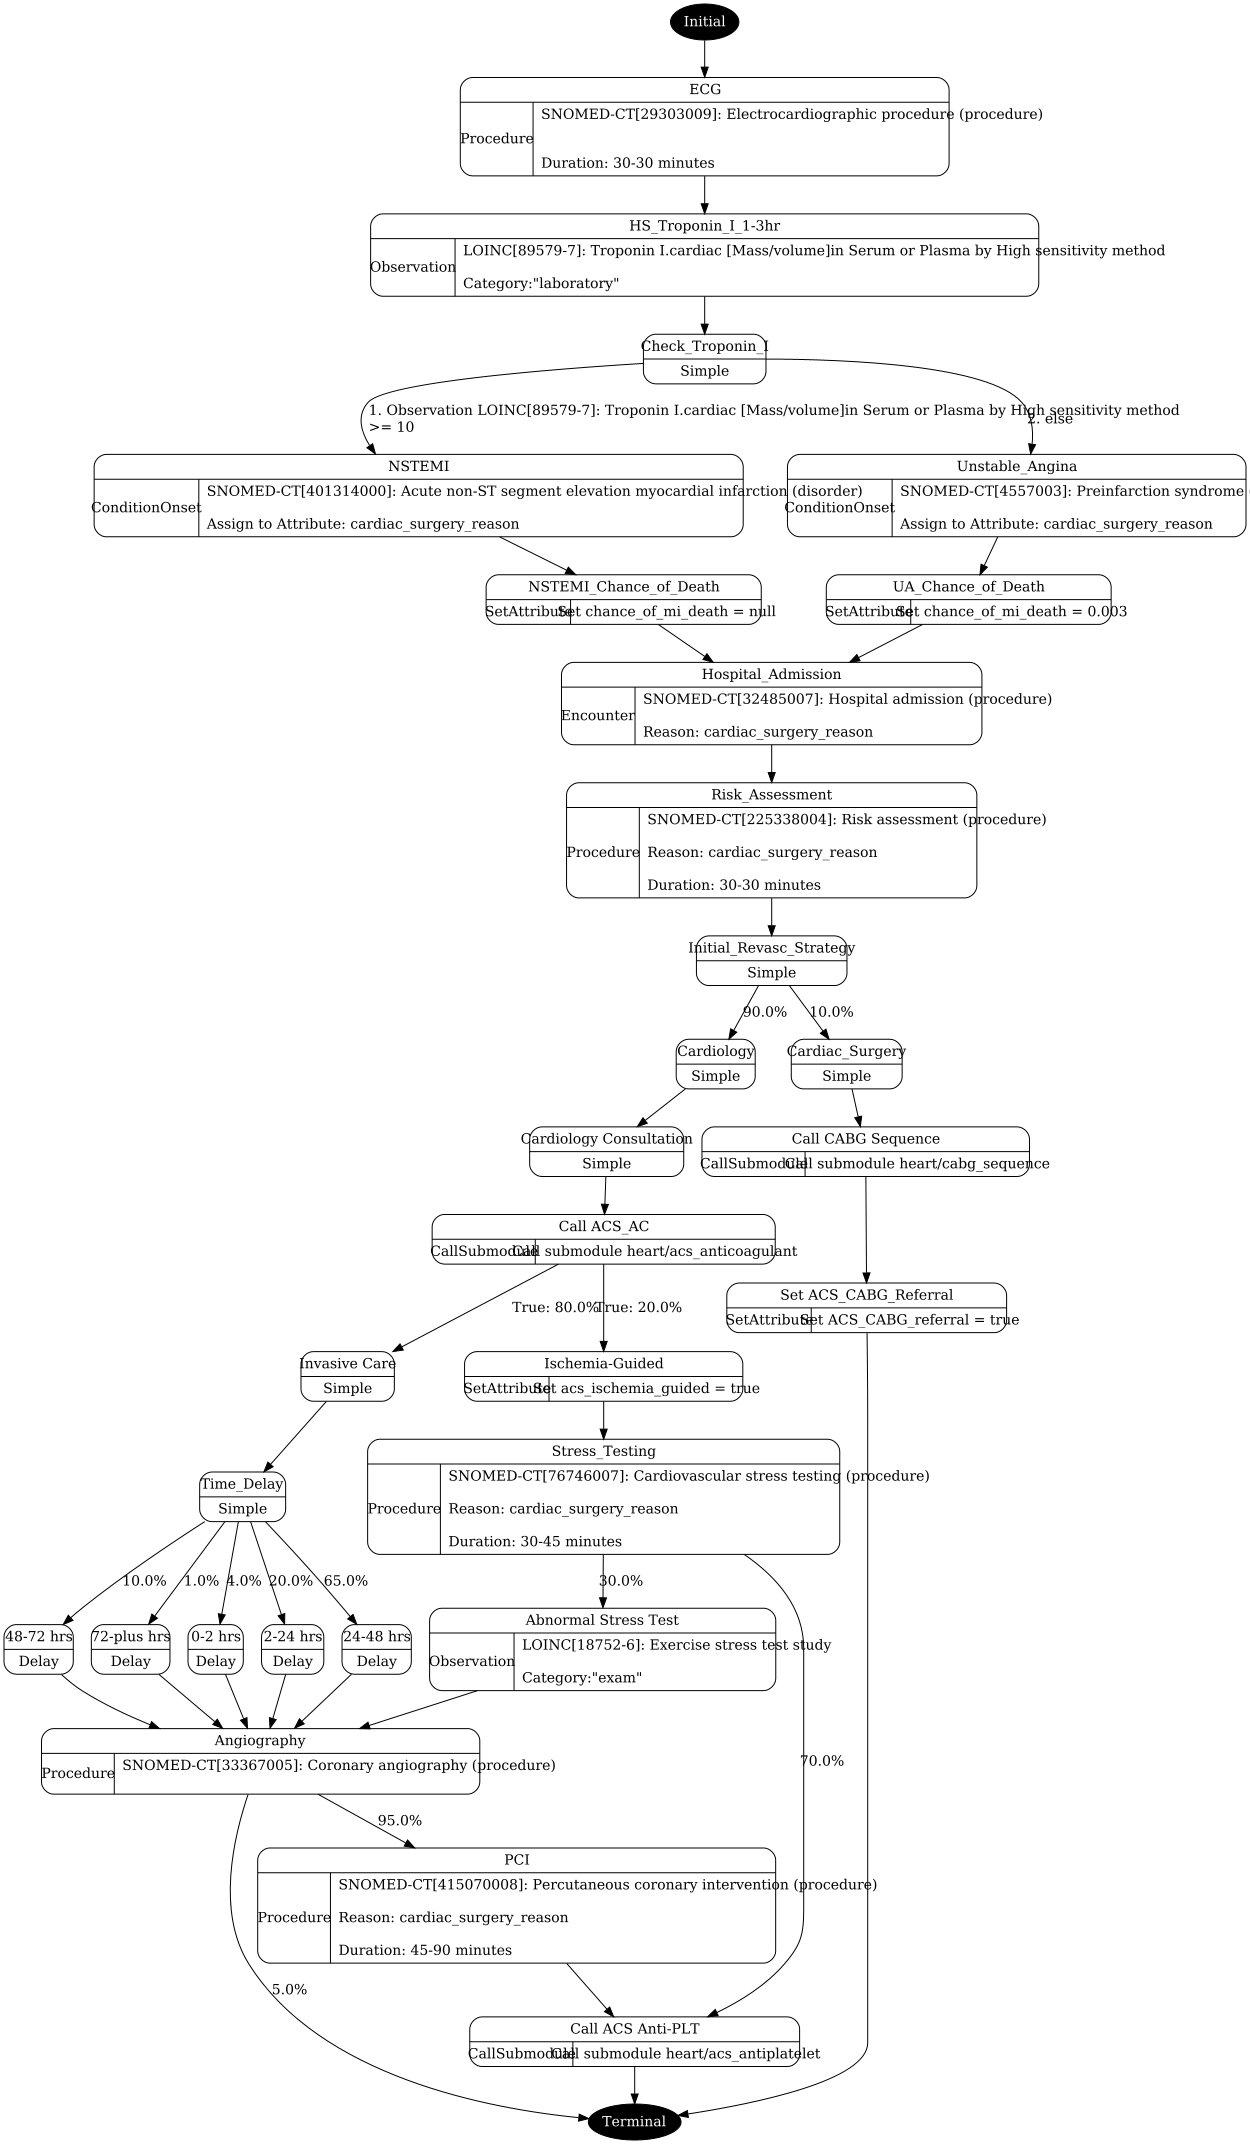 Initial
ECG
Procedure
SNOMED-CT[29303009]: Electrocardiographic procedure (procedure)
Duration: 30-30 minutes
HS_Troponin_I_1-3hr
Observation
LOINC[89579-7]: Troponin I.cardiac [Mass/volume]in Serum or Plasma by High sensitivity method
Category:"laboratory"
Check_Troponin_I
Simple
1. Observation LOINC[89579-7]: Troponin I.cardiac [Mass/volume]in Serum or Plasma by High sensitivity method
>= 10
2. else
NSTEMI
ConditionOnset
SNOMED-CT[401314000]: Acute non-ST segment elevation myocardial infarction (disorder)
Assign to Attribute: cardiac_surgery_reason
Unstable_Angina
ConditionOnset
SNOMED-CT[4557003]: Preinfarction syndrome
Assign to Attribute: cardiac_surgery_reason
NSTEMI_Chance_of_Death
SetAttribute
Set chance_of_mi_death = null
UA_Chance_of_Death
SetAttribute
Set chance_of_mi_death = 0.003
Hospital_Admission
Encounter
SNOMED-CT[32485007]: Hospital admission (procedure)
Reason: cardiac_surgery_reason
Risk_Assessment
Procedure
SNOMED-CT[225338004]: Risk assessment (procedure)
Reason: cardiac_surgery_reason
Duration: 30-30 minutes
Initial_Revasc_Strategy
Simple
90.0%
10.0%
Cardiology
Simple
Cardiac_Surgery
Simple
Cardiology Consultation
Simple
Call CABG Sequence
CallSubmodule
Call submodule heart/cabg_sequence
Call ACS_AC
CallSubmodule
Call submodule heart/acs_anticoagulant
True: 80.0%
True: 20.0%
Set ACS_CABG_Referral
SetAttribute
Set ACS_CABG_referral = true
Invasive Care
Simple
Ischemia-Guided
SetAttribute
Set acs_ischemia_guided = true
Stress_Testing
Procedure
SNOMED-CT[76746007]: Cardiovascular stress testing (procedure)
Reason: cardiac_surgery_reason
Duration: 30-45 minutes
Time_Delay
Simple
10.0%
1.0%
4.0%
20.0%
65.0%
30.0%
48-72 hrs
Delay
72-plus hrs
Delay
0-2 hrs
Delay
2-24 hrs
Delay
24-48 hrs
Delay
Abnormal Stress Test
Observation
LOINC[18752-6]: Exercise stress test study
Category:"exam"
Angiography
Procedure
SNOMED-CT[33367005]: Coronary angiography (procedure)
70.0%
95.0%
PCI
Procedure
SNOMED-CT[415070008]: Percutaneous coronary intervention (procedure)
Reason: cardiac_surgery_reason
Duration: 45-90 minutes
5.0%
Call ACS Anti-PLT
CallSubmodule
Call submodule heart/acs_antiplatelet
Terminal